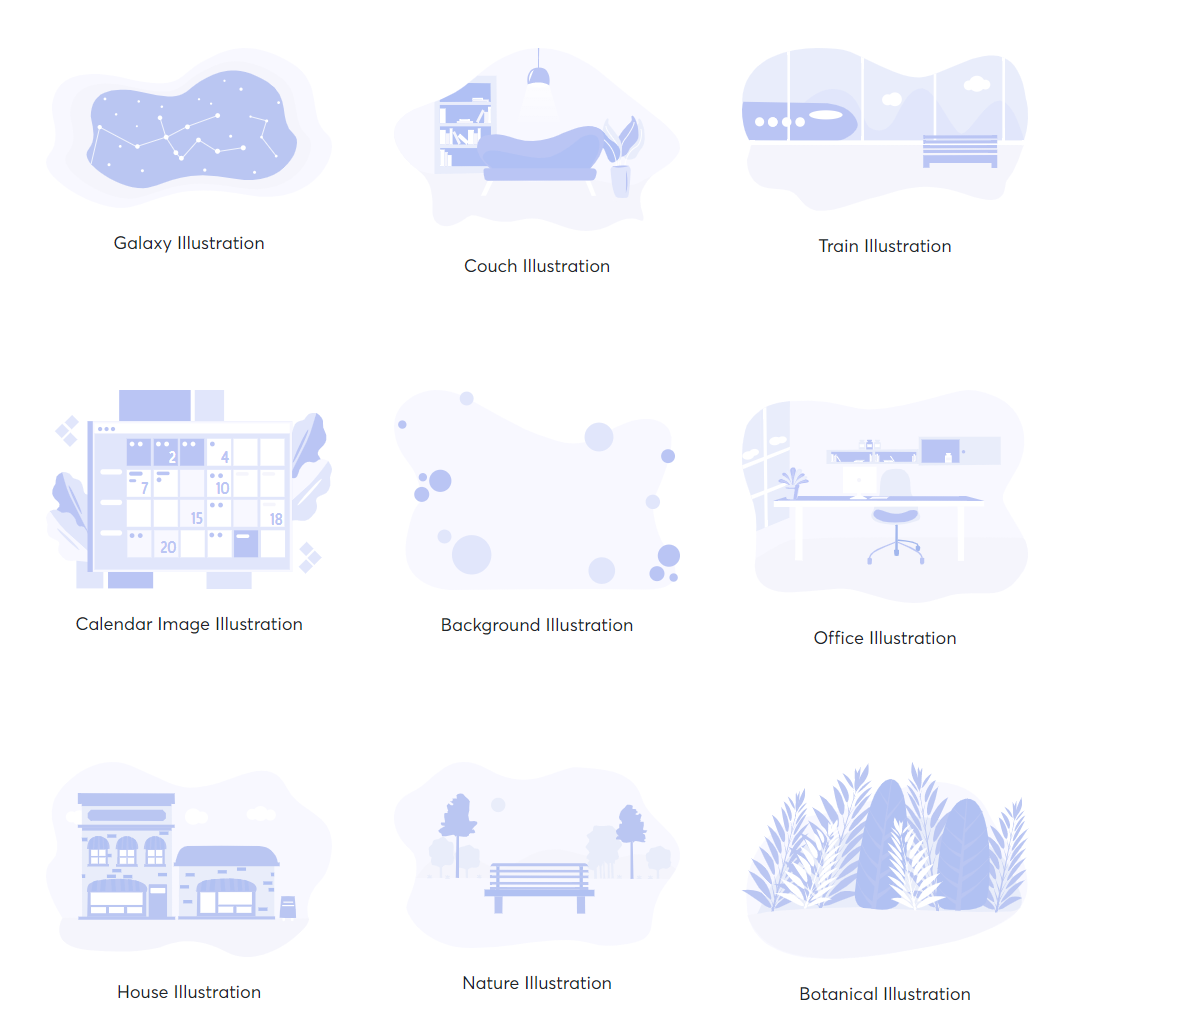 Galaxy Illustration
Couch Illustration
Train Illustration
2
4
7
10
15
18
20
Calendar Image Illustration
Background Illustration
Office Illustration
House Illustration
Nature Illustration
Botanical Illustration